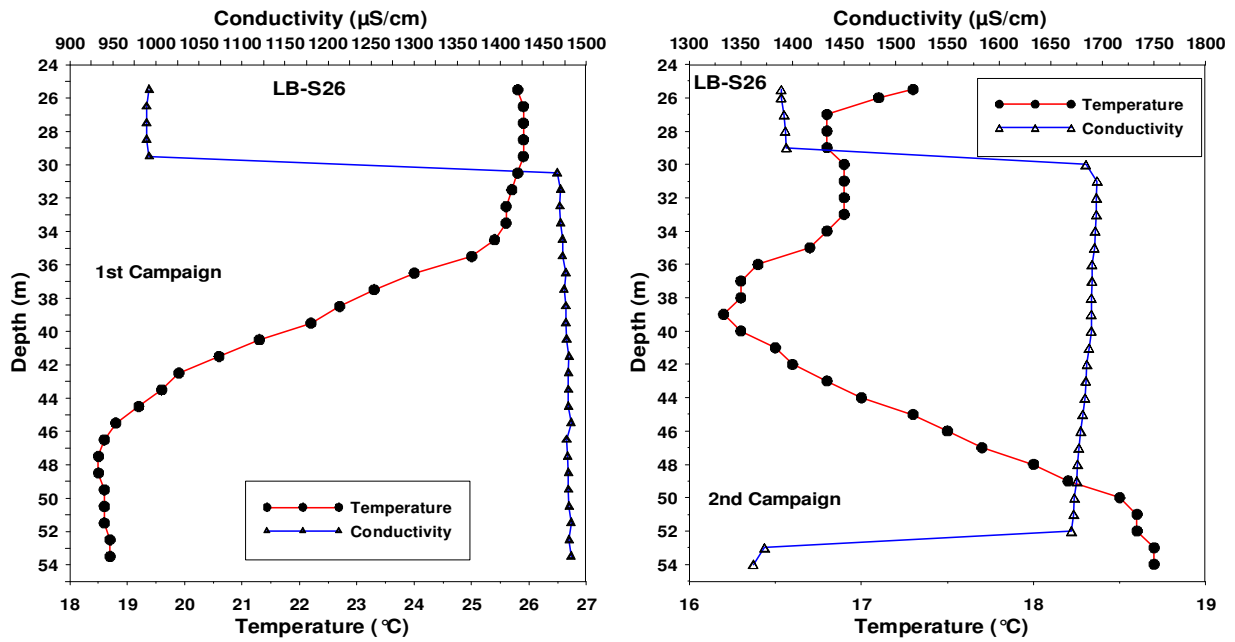 Conductivity (µS/cm)
900 950 1000 1050 1100 1150 1200 1250 1300 1350 1400 1450 1500
LB-S26
1st Campaign
Depth (m)
24
26
28
30
32
34
36
38
40
42
44
46
48
50
52
54
Temperature
Conductivity
18 19 20 21 22 23 24 25 26 27
Temperature (°C)
Conductivity (µS/cm)
1300 1350 1400 1450 1500 1550 1600 1650 1700 1750 1800
LB-S26
Temperature
Conductivity
Depth (m)
24
26
28
30
32
34
36
38
40
42
44
46
48
50
52
54
2nd Campaign
16 17 18 19
Temperature (°C)